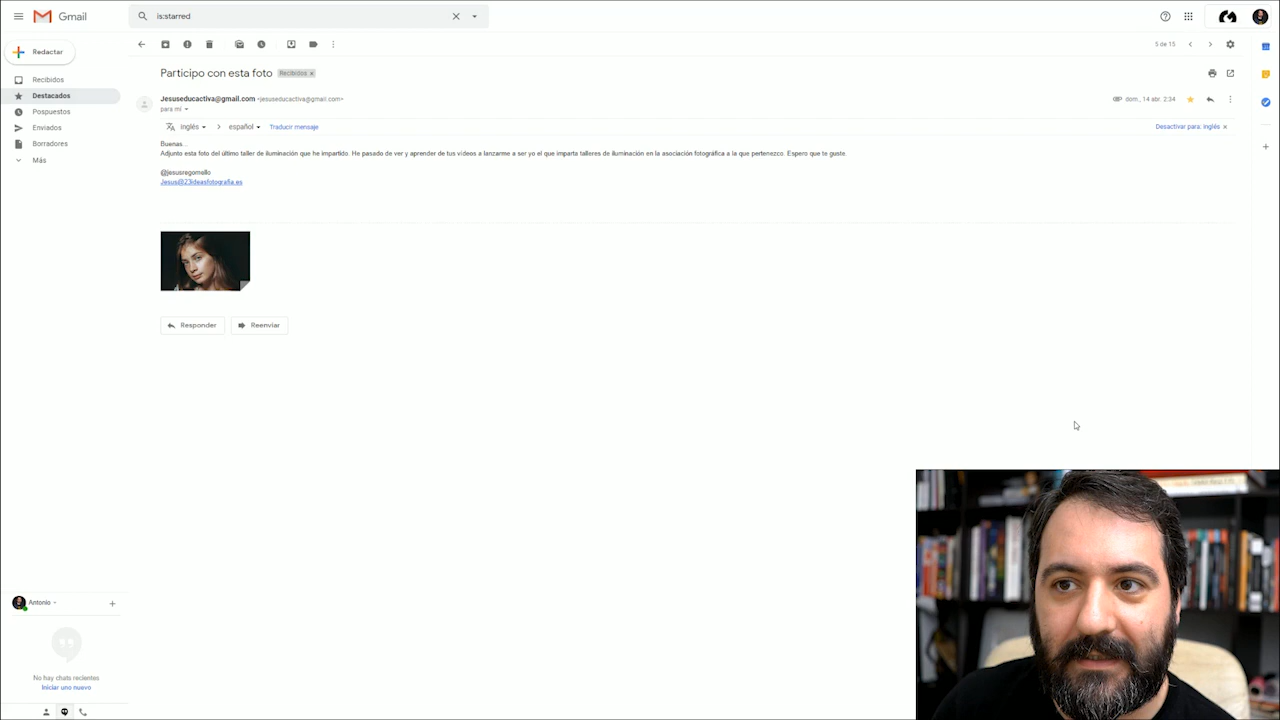 Gmail
is:starred
Redactar
5 de 15
Participo con esta foto
Recibidos x
Recibidos
Destacados
Pospuestos
Enviados
Borradores
Más
Jesuseducactiva@gmail.com <jesuseducactiva@gmail.com>
dom., 14 abr. 2:34
para mí
inglés > español Traducir mensaje
Desactivar para: inglés x
Buenas...
Adjunto esta foto del último taller de iluminación que he impartido. He pasado de ver y aprender de tus vídeos a lanzarme a ser yo el que imparta talleres de iluminación en la asociación fotográfica a la que pertenezco. Espero que te guste.
@jesusregomello
Jesus@23ideasfotografia.es
Responder
Reenviar
Antonio
No hay chats recientes
Iniciar uno nuevo